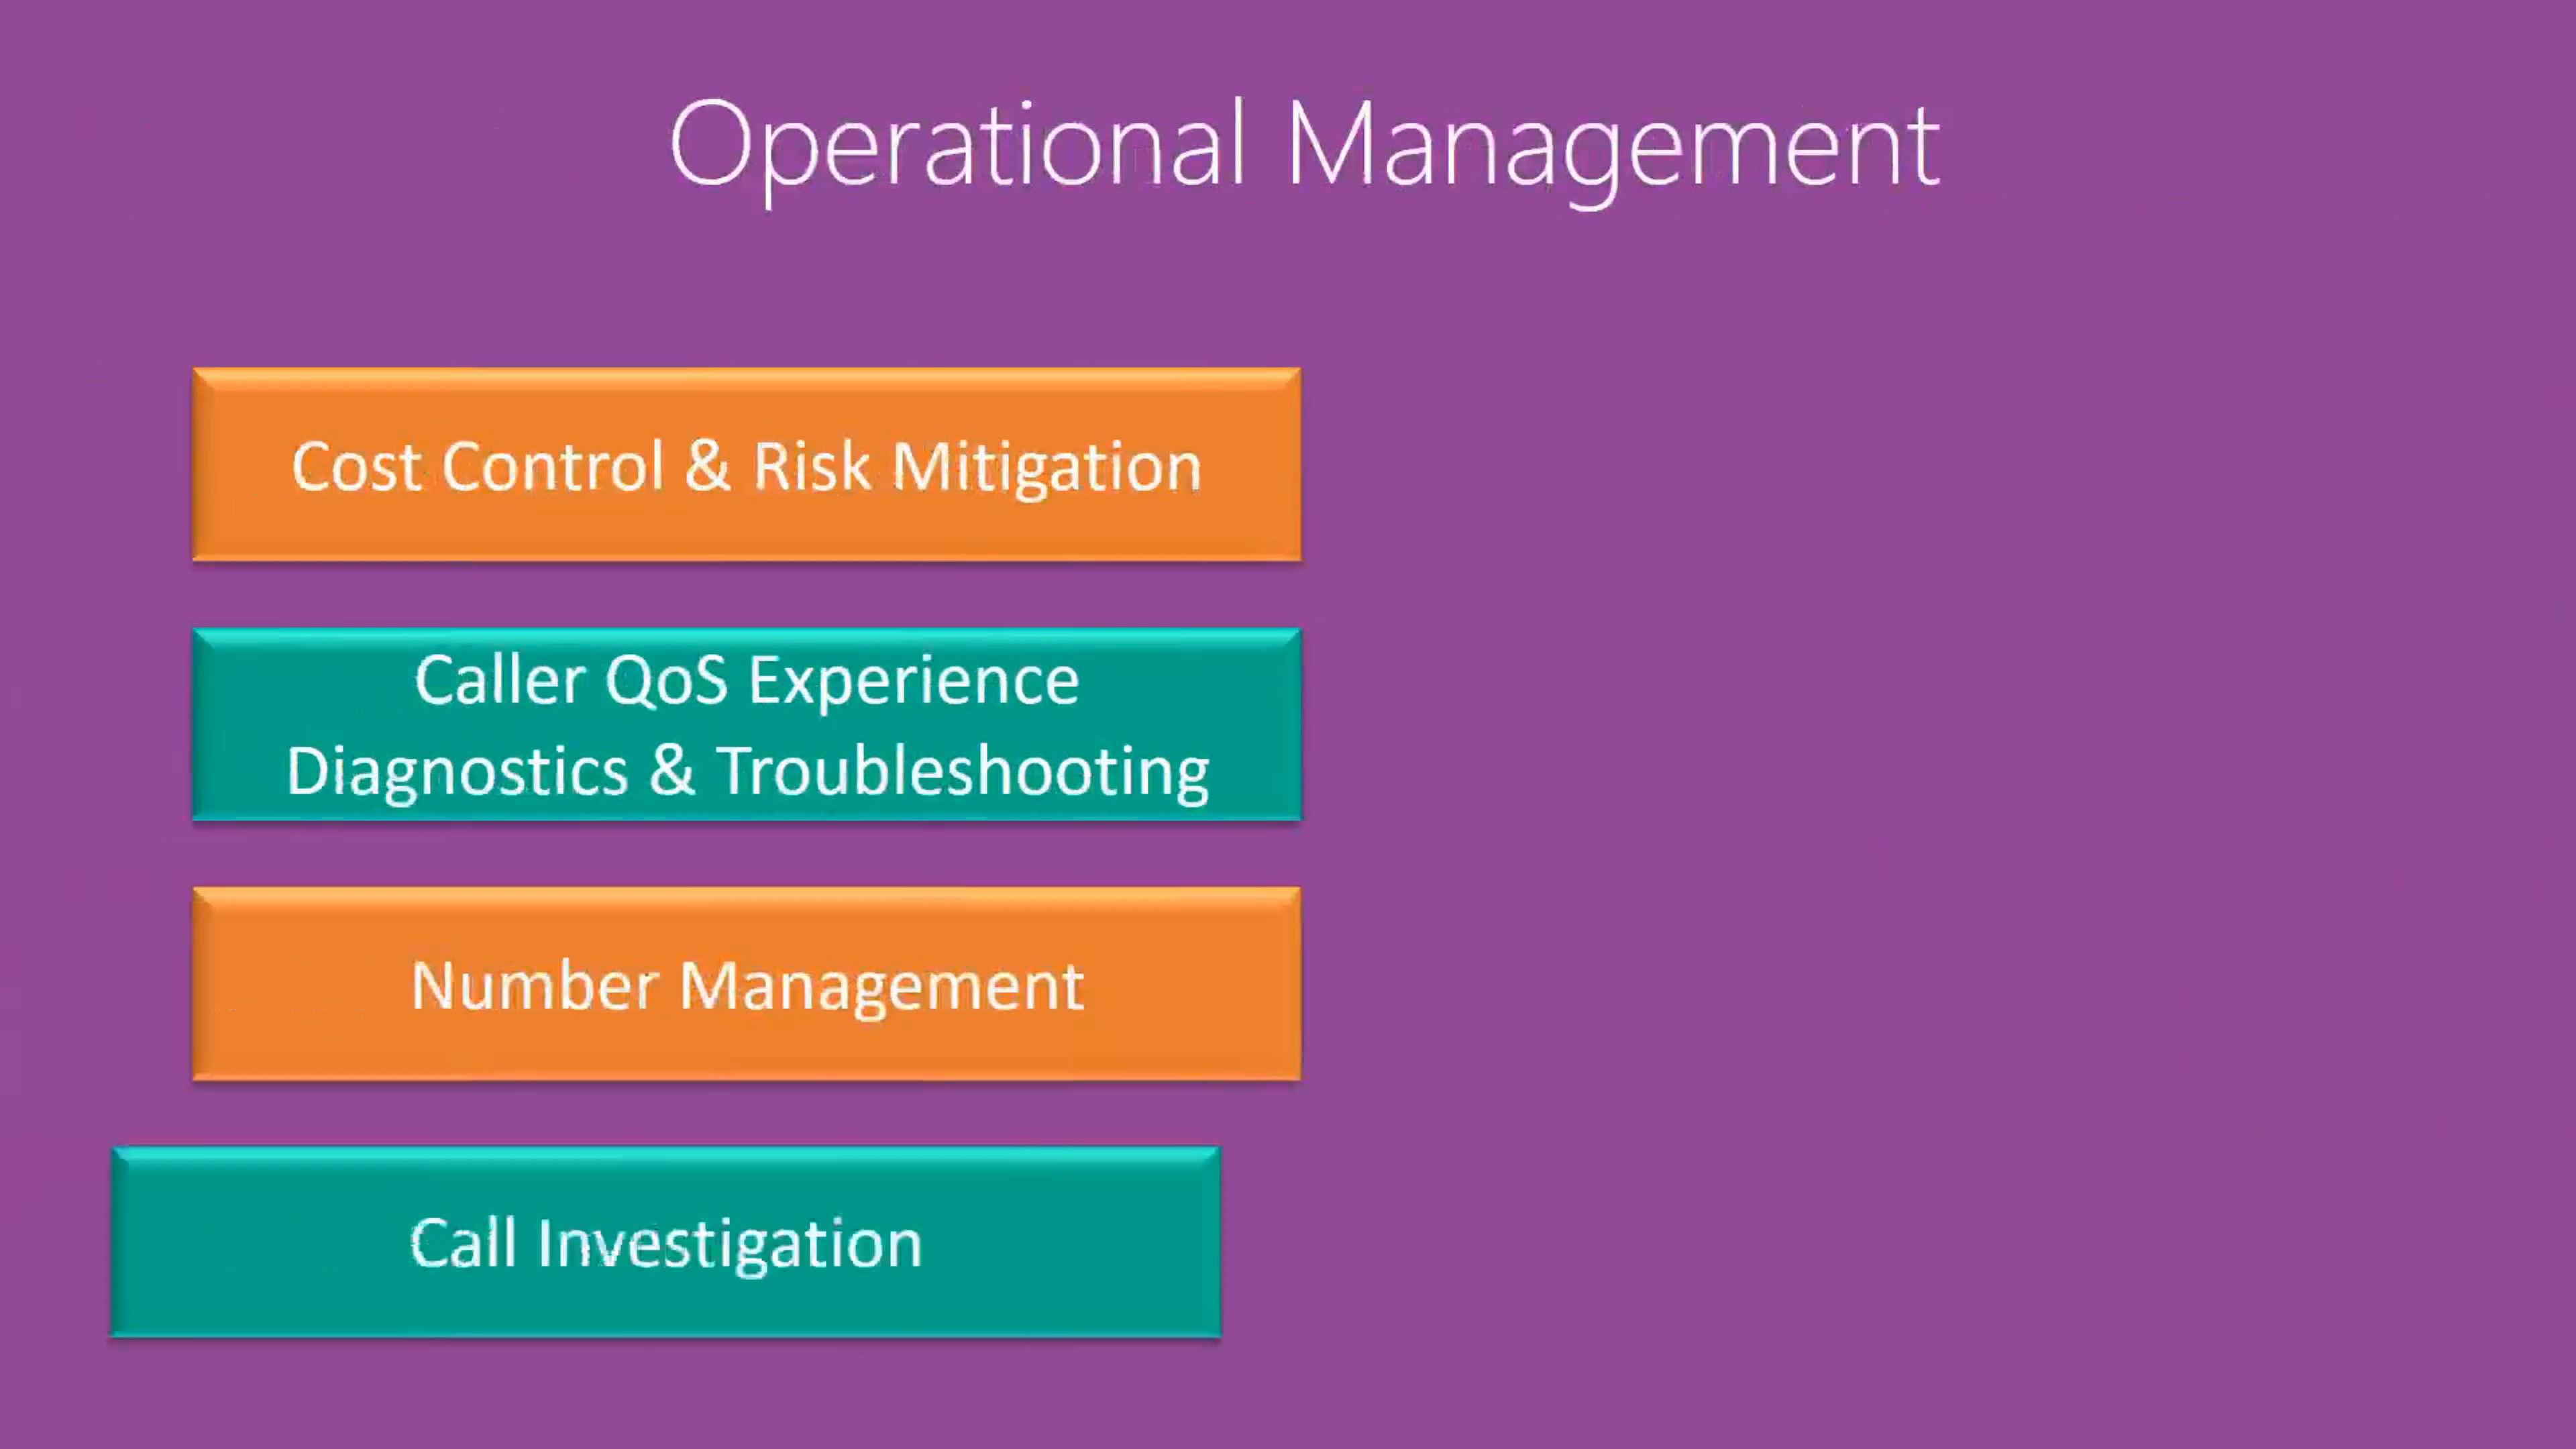 Operational Management
Cost Control & Risk Mitigation
Caller QoS Experience
Diagnostics & Troubleshooting
Number Management
Call Investigation